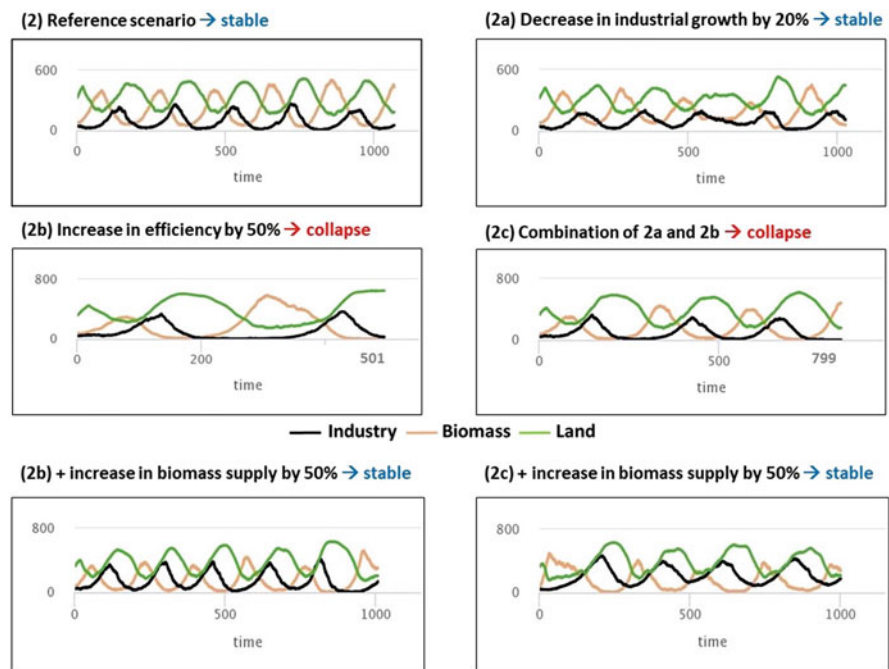 (2) Reference scenario → stable
600
0
0
500
1000
time
(2a) Decrease in industrial growth by 20% → stable
600
0
0
500
1000
time
(2b) Increase in efficiency by 50% → collapse
800
0
0
200
501
time
(2c) Combination of 2a and 2b → collapse
800
0
0
500
799
time
Industry Biomass Land
(2b) + increase in biomass supply by 50% → stable
800
0
0
500
1000
time
(2c) + increase in biomass supply by 50% → stable
800
0
0
500
1000
time